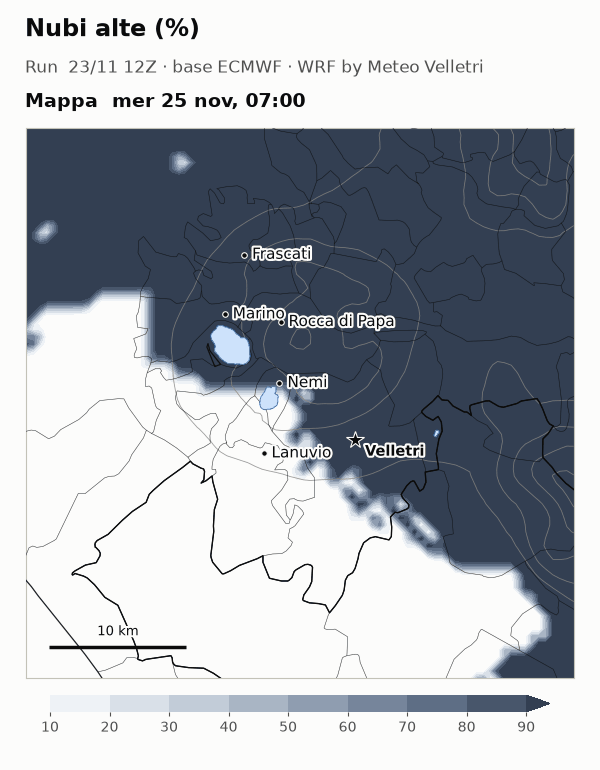 Nubi alte (%)
Run  23/11 12Z · base ECMWF · WRF by Meteo Velletri
Mappa  mer 25 nov, 07:00
Frascati
Marino
Rocca di Papa
Nemi
Velletri
Lanuvio
10 km
10 20 30 40 50 60 70 80 90